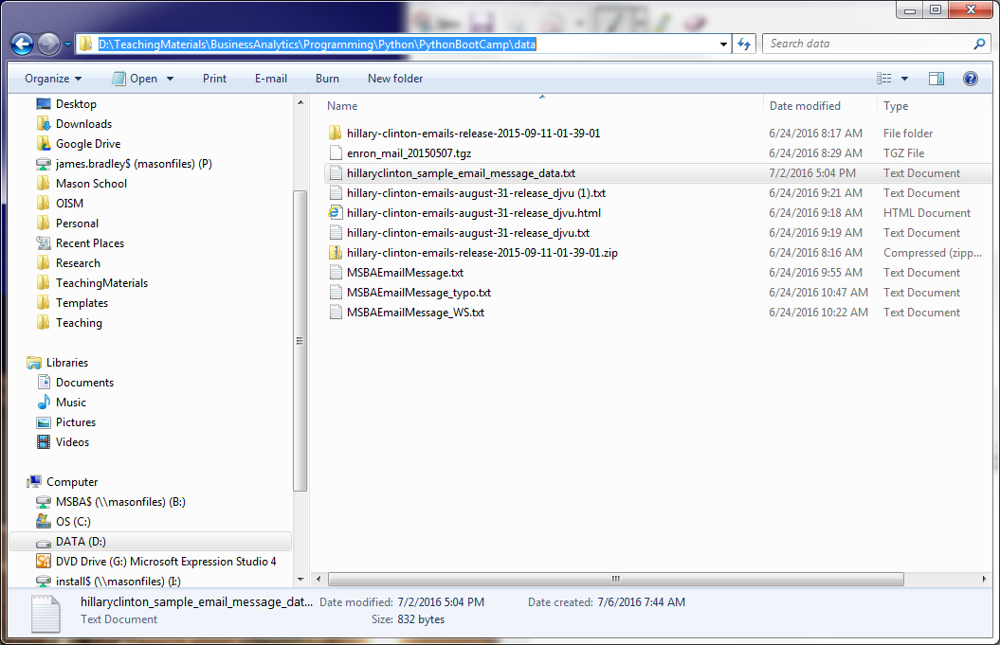 D:\TeachingMaterials\BusinessAnalytics\Programming\Python\PythonBootCamp\data
Search data
Organize Open Print E-mail Burn New folder
Desktop
Downloads
Google Drive
james.bradley$ (masonfiles) (P)
Mason School
OISM
Personal
Recent Places
Research
TeachingMaterials
Templates
Teaching
Libraries
Documents
Music
Pictures
Videos
Computer
MSBA$ (\\masonfiles) (B:)
OS (C:)
DATA (D:)
DVD Drive (G:) Microsoft Expression Studio 4
install$ (\\masonfiles) (I:)
Name Date modified Type
hillary-clinton-emails-release-2015-09-11-01-39-01 6/24/2016 8:17 AM File folder
enron_mail_20150507.tgz 6/24/2016 8:29 AM TGZ File
hillaryclinton_sample_email_message_data.txt 7/2/2016 5:04 PM Text Document
hillary-clinton-emails-august-31-release_djvu (1).txt 6/24/2016 9:21 AM Text Document
hillary-clinton-emails-august-31-release_djvu.html 6/24/2016 9:18 AM HTML Document
hillary-clinton-emails-august-31-release_djvu.txt 6/24/2016 9:19 AM Text Document
hillary-clinton-emails-release-2015-09-11-01-39-01.zip 6/24/2016 8:16 AM Compressed (zipp...
MSBAEmailMessage.txt 6/24/2016 9:55 AM Text Document
MSBAEmailMessage_typo.txt 6/24/2016 10:47 AM Text Document
MSBAEmailMessage_WS.txt 6/24/2016 10:22 AM Text Document
hillaryclinton_sample_email_message_dat... Date modified: 7/2/2016 5:04 PM Date created: 7/6/2016 7:44 AM
Text Document Size: 832 bytes